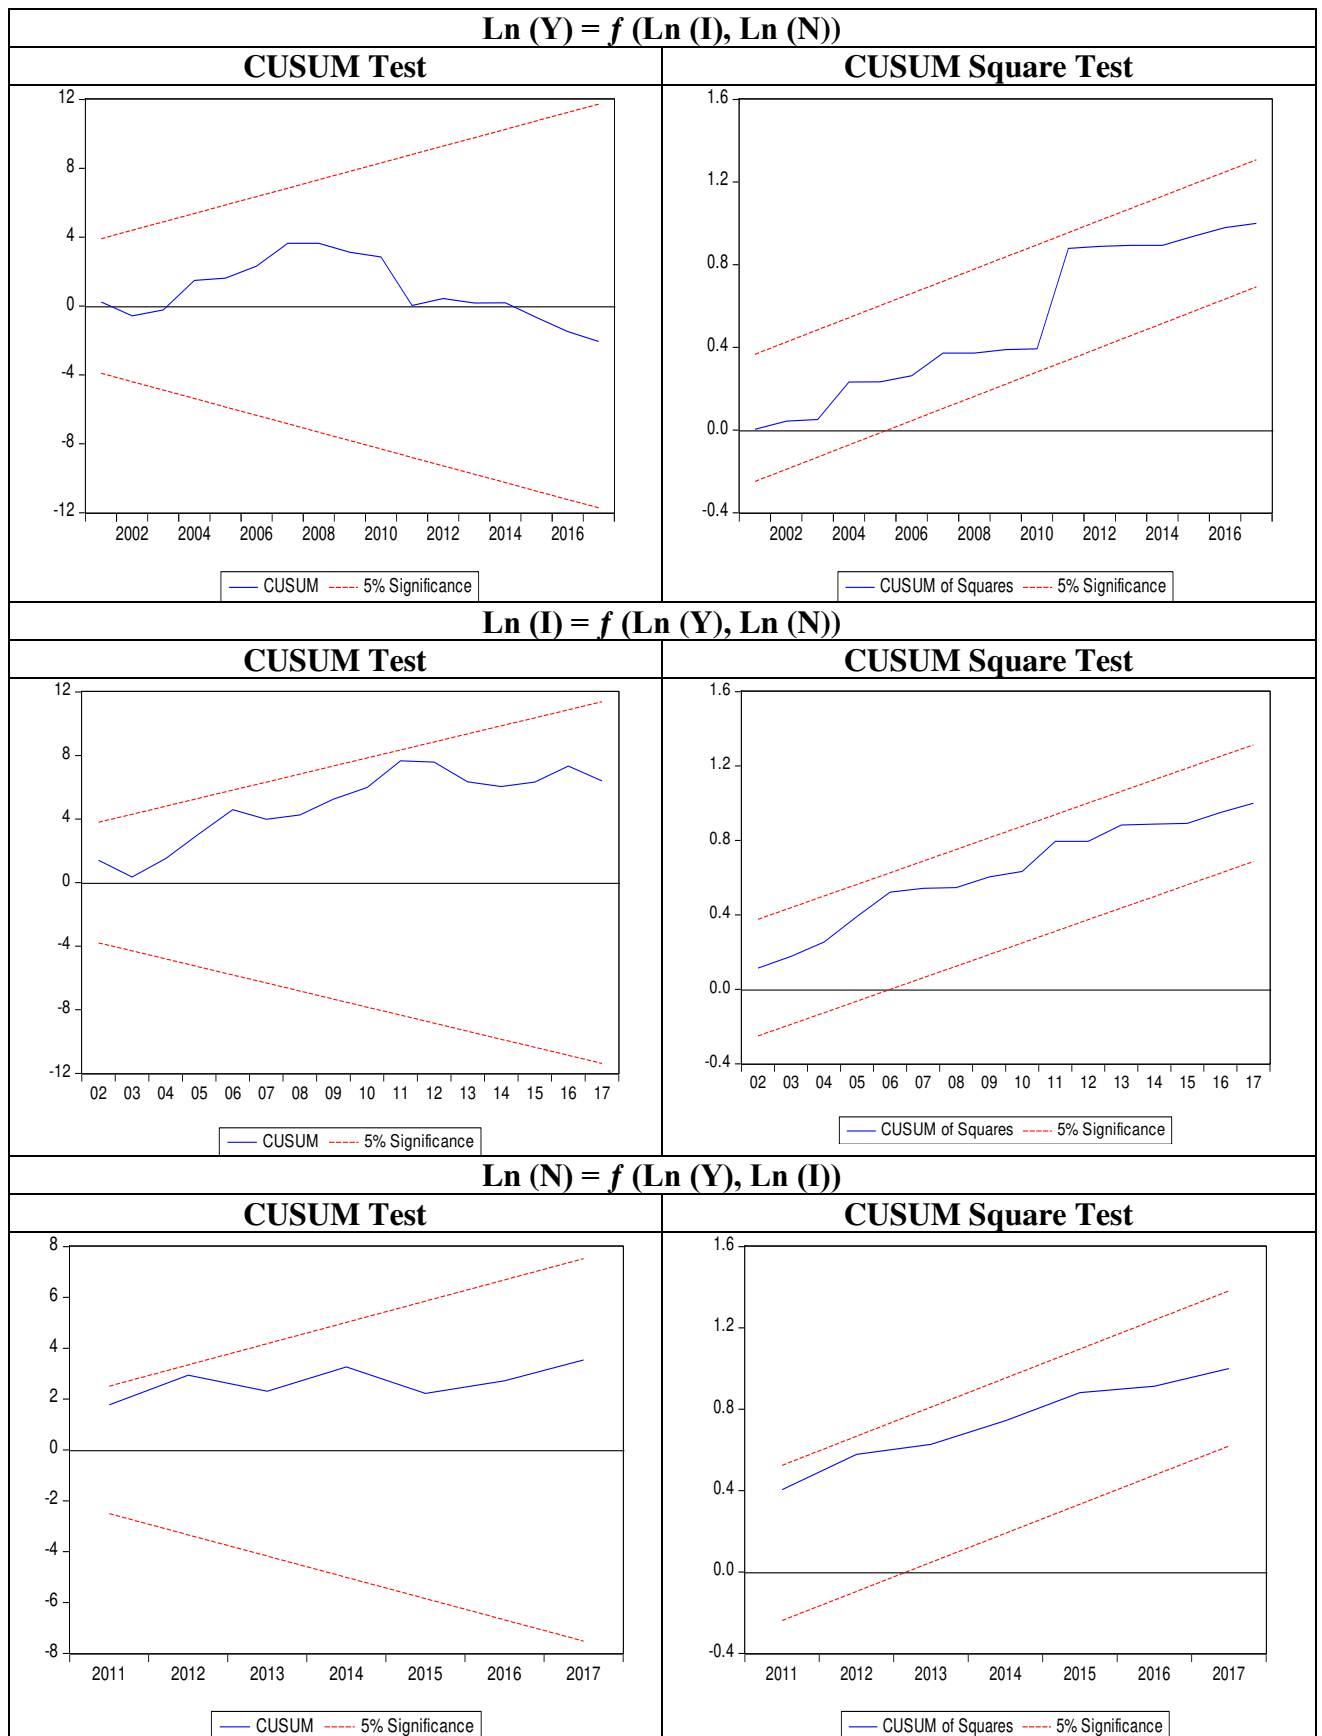 Ln (Y) = ƒ (Ln (I), Ln (N))
CUSUM Test
CUSUM Square Test
12
8
4
0
-4
-8
-12
2002 2004 2006 2008 2010 2012 2014 2016
CUSUM 5% Significance
1.6
1.2
0.8
0.4
0.0
-0.4
2002 2004 2006 2008 2010 2012 2014 2016
CUSUM of Squares 5% Significance
Ln (I) = ƒ (Ln (Y), Ln (N))
CUSUM Test
CUSUM Square Test
12
8
4
0
-4
-8
-12
02 03 04 05 06 07 08 09 10 11 12 13 14 15 16 17
CUSUM 5% Significance
1.6
1.2
0.8
0.4
0.0
-0.4
02 03 04 05 06 07 08 09 10 11 12 13 14 15 16 17
CUSUM of Squares 5% Significance
Ln (N) = ƒ (Ln (Y), Ln (I))
CUSUM Test
CUSUM Square Test
8
6
4
2
0
-2
-4
-6
-8
2011 2012 2013 2014 2015 2016 2017
CUSUM 5% Significance
1.6
1.2
0.8
0.4
0.0
-0.4
2011 2012 2013 2014 2015 2016 2017
CUSUM of Squares 5% Significance